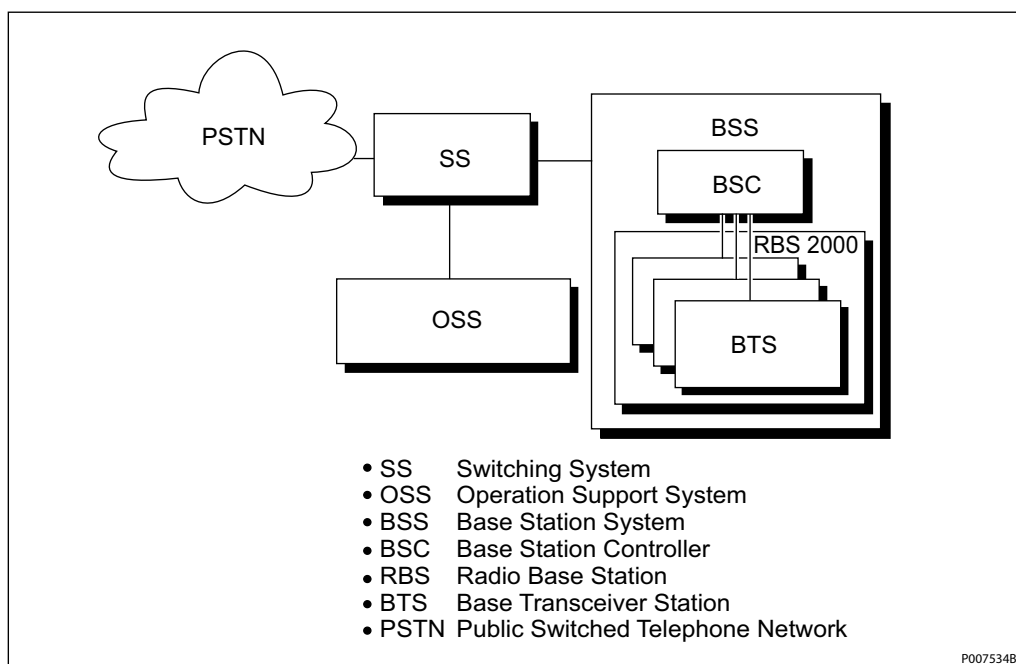 PSTN
SS
BSS
BSC
RBS 2000
OSS
BTS
• SS Switching System
• OSS Operation Support System
• BSS Base Station System
• BSC Base Station Controller
• RBS Radio Base Station
• BTS Base Transceiver Station
• PSTN Public Switched Telephone Network
P007534B